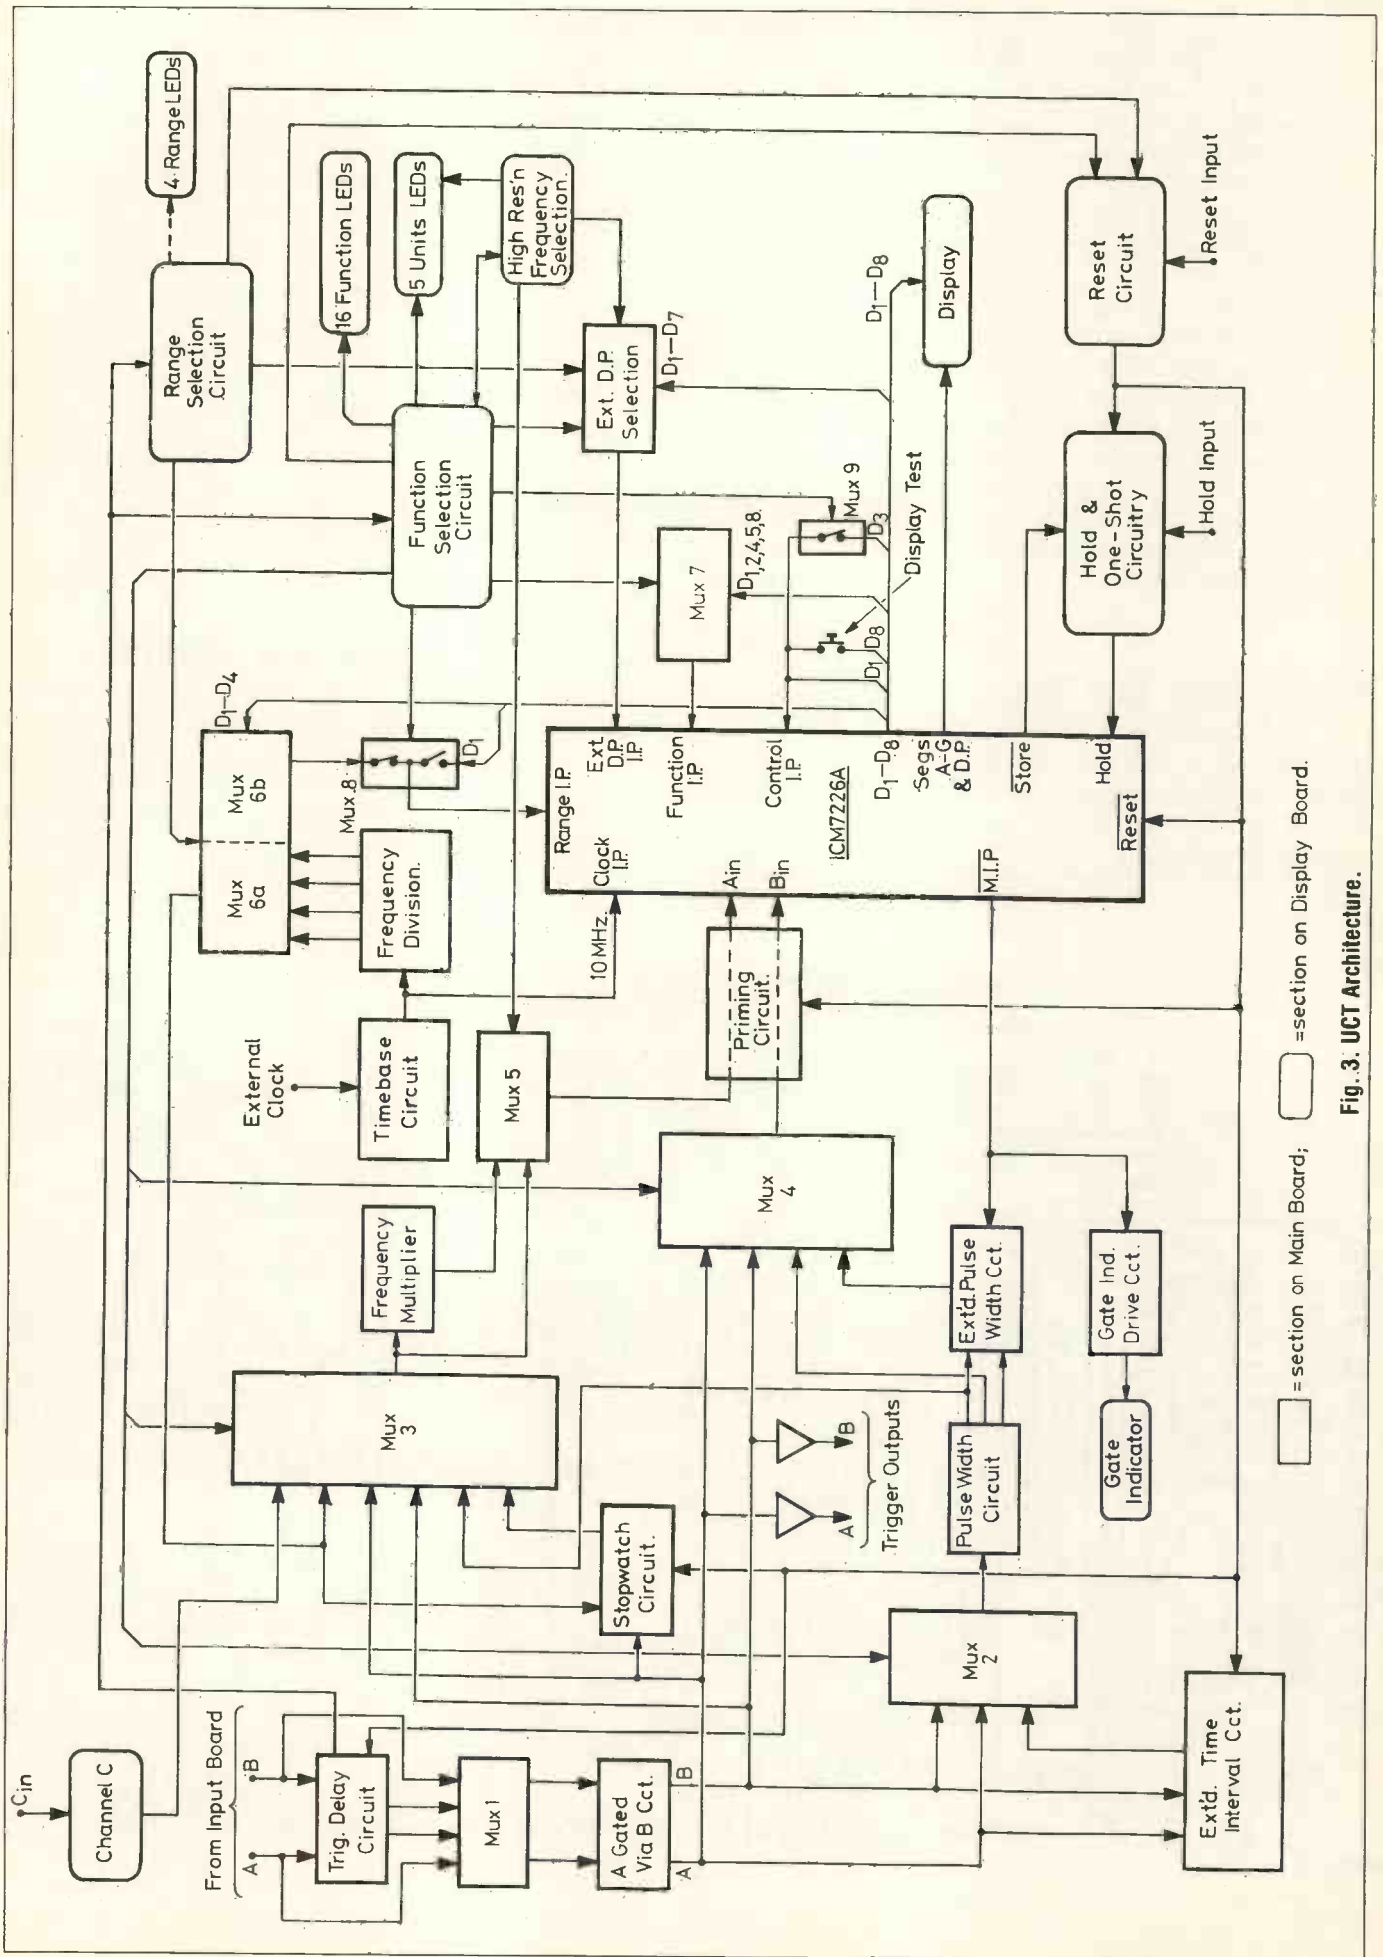 Cin
Channel C
From Input Board
A
B
Trig. Delay
Circuit
Mux 1
A Gated
Via B Cct.
A
B
Ext'd. Time
Interval Cct.
Mux
2
Stopwatch
Circuit.
A
B
Trigger Outputs
Pulse Width
Circuit
Ext'd. Pulse
Width Cct.
Gate Ind.
Drive Cct.
Gate
Indicator
Mux
3
Frequency
Multiplier
Mux 5
Mux
4
External
Clock
Timebase
Circuit
Frequency
Division.
10MHz.
Priming
Circuit.
Mux
6a
Mux
6b
D1—D4
Mux.8
D1
Range I.P.
Clock
I.P.
Ext
D.P.
I.P.
Function
I.P.
Control
I.P.
Ain
Bin
ICM7226A
D1—D8
Segs
A-G
& D.P.
M.I.P
Store
Hold
Reset
Range
Selection
Circuit
4 Range LEDs
Function
Selection
Circuit
16 Function LEDs
5 Units LEDs
High Res'n
Frequency
Selection.
Ext. D.P.
Selection
D1—D7
Mux 7
D1,2,4,5,8.
Mux 9
D3
D1
D8
Display Test
D1—D8
Display
Hold &
One-Shot
Circuitry
Hold Input
Reset
Circuit
Reset Input
= section on Main Board;
=section on Display Board.
Fig. 3. UCT Architecture.